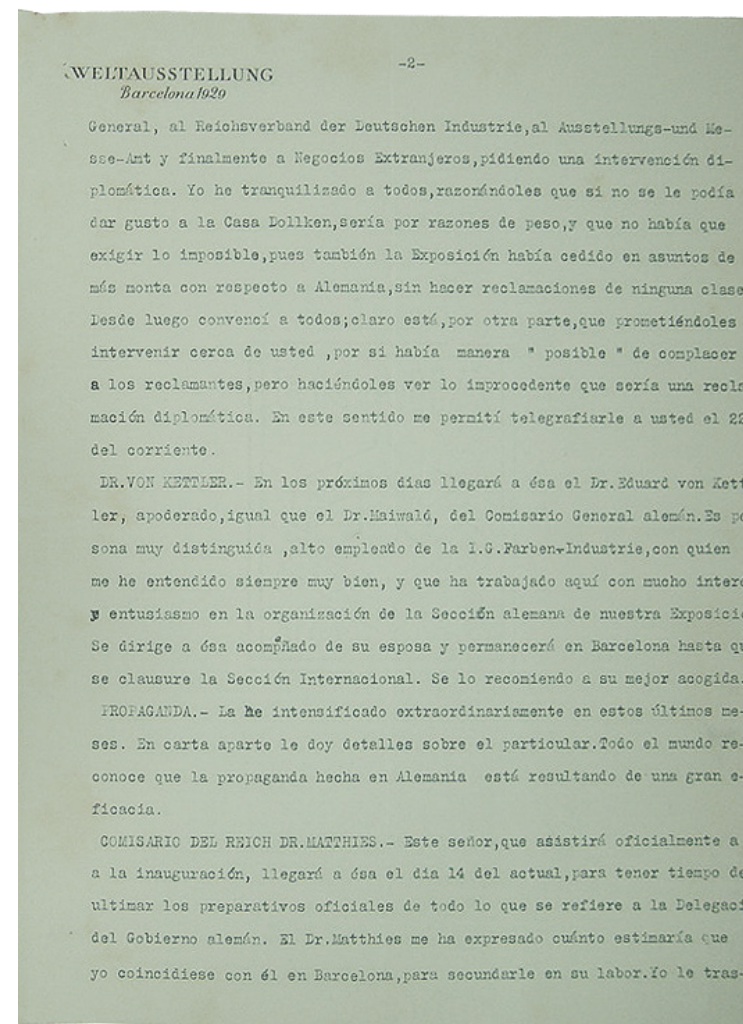 -2-
WELTAUSSTELLUNG
Barcelona 1929
General, al Reichsverband der Deutschen Industrie,al Ausstellungs-und Me-
sse-Amt y finalmente a Negocios Extranjeros,pidiendo una intervención di-
plomática. Yo he tranquilizado a todos,razonándoles que si no se le podía
dar gusto a la Casa Dollken,sería por razones de peso,y que no había que
exigir lo imposible,pues también la Exposición había cedido en asuntos de
más monta con respecto a Alemania,sin hacer reclamaciones de ninguna clase
Desde luego convencí a todos;claro está,por otra parte,que prometiéndoles
intervenir cerca de usted ,por si había manera " posible " de complacer
a los reclamantes,pero haciéndoles ver lo improcedente que sería una recla
mación diplomática. En este sentido me permití telegrafiarle a usted el 22
del corriente.
DR.VON KETTLER.- En los próximos dias llegará a ésa el Dr.Eduard von Kett
ler, apoderado,igual que el Dr.Maiwald, del Comisario General alemán.Es pe
sona muy distinguida ,alto empleado de la I.G.Farben-Industrie,con quien
me he entendido siempre muy bien, y que ha trabajado aquí con mucho intere
y entusiasmo en la organización de la Sección alemana de nuestra Exposició
Se dirige a ésa acompñado de su esposa y permanecerá en Barcelona hasta qu
se clausure la Sección Internacional. Se lo recomiendo a su mejor acogida.
PROPAGANDA.- La he intensificado extraordinariamente en estos últimos me-
ses. En carta aparte le doy detalles sobre el particular.Todo el mundo re-
conoce que la propaganda hecha en Alemania está resultando de una gran e-
ficacia.
COMISARIO DEL REICH DR.MATTHIES.- Este señor,que asistirá oficialmente a
a la inauguración, llegará a ésa el dia 14 del actual,para tener tiempo de
ultimar los preparativos oficiales de todo lo que se refiere a la Delegaci
del Gobierno alemán. El Dr.Matthies me ha expresado cuánto estimaría que
yo coincidiese con él en Barcelona,para secundarle en su labor.Yo le tras-